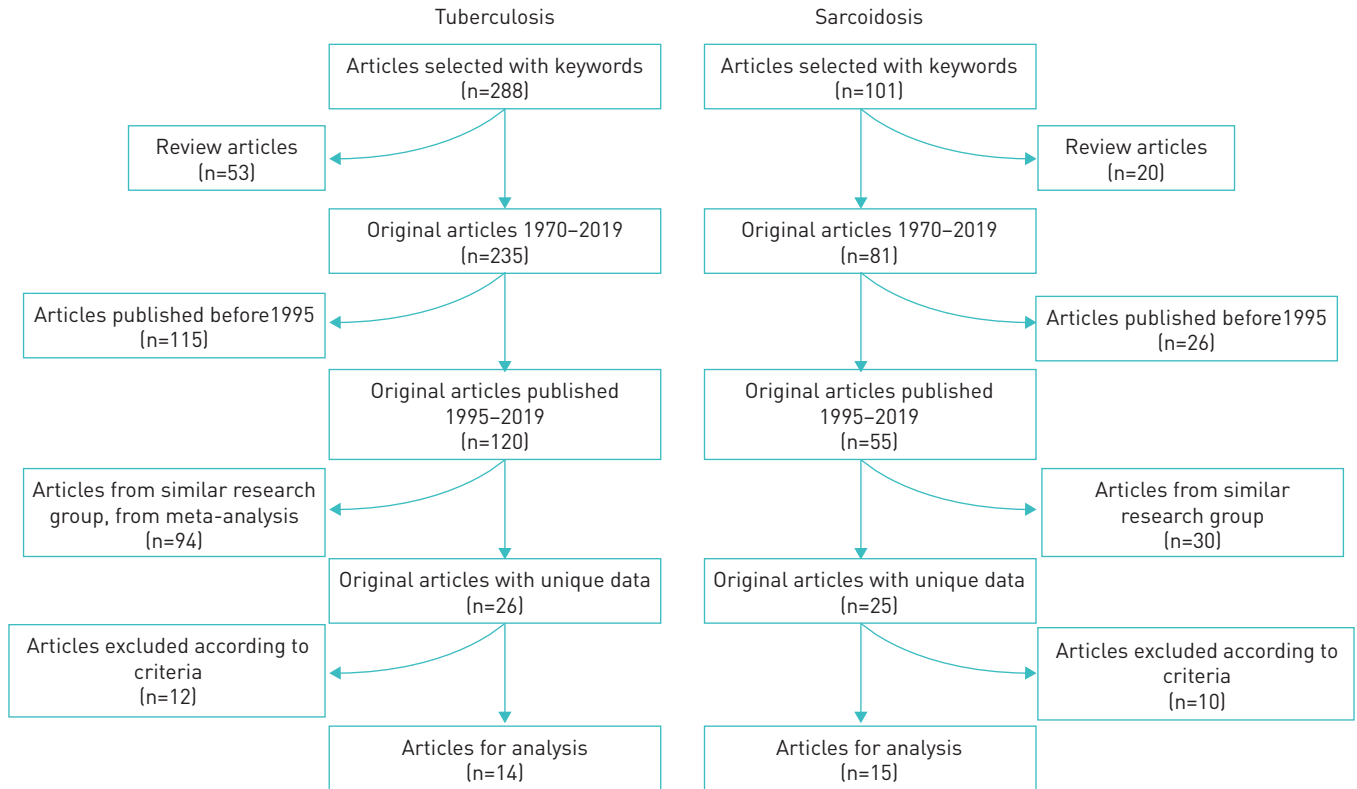 Tuberculosis
Sarcoidosis
Articles selected with keywords
(n=288)
Articles selected with keywords
(n=101)
Review articles
(n=53)
Review articles
(n=20)
Original articles 1970–2019
(n=235)
Original articles 1970–2019
(n=81)
Articles published before1995
(n=115)
Articles published before1995
(n=26)
Original articles published
1995–2019
(n=120)
Original articles published
1995–2019
(n=55)
Articles from similar research
group, from meta-analysis
(n=94)
Articles from similar
research group
(n=30)
Original articles with unique data
(n=26)
Original articles with unique data
(n=25)
Articles excluded according to
criteria
(n=12)
Articles excluded according to
criteria
(n=10)
Articles for analysis
(n=14)
Articles for analysis
(n=15)